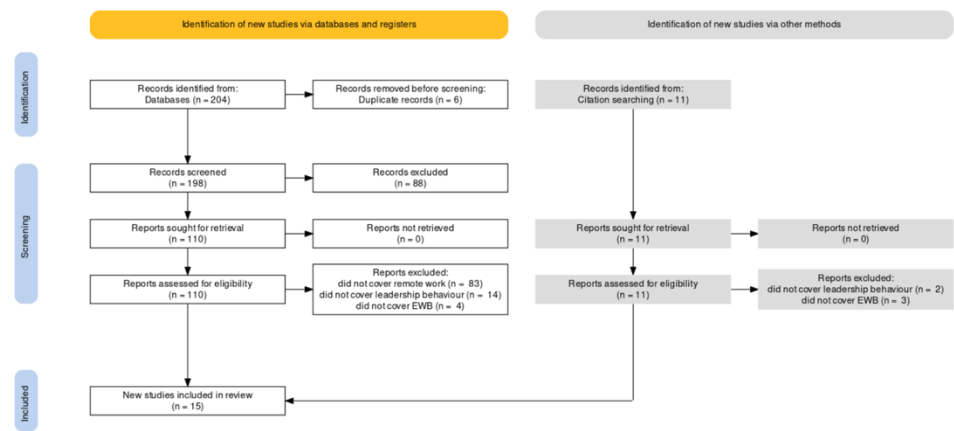 Identification of new studies via databases and registers
Identification of new studies via other methods
Identification
Records identified from:
Databases (n = 204)
Records removed before screening:
Duplicate records (n = 6)
Records identified from:
Citation searching (n = 11)
Screening
Records screened
(n = 198)
Records excluded
(n = 88)
Reports sought for retrieval
(n = 110)
Reports not retrieved
(n = 0)
Reports sought for retrieval
(n = 11)
Reports not retrieved
(n = 0)
Reports assessed for eligibility
(n = 110)
Reports excluded:
did not cover remote work (n = 83)
did not cover leadership behaviour (n = 14)
did not cover EWB (n = 4)
Reports assessed for eligibility
(n = 11)
Reports excluded:
did not cover leadership behaviour (n = 2)
did not cover EWB (n = 3)
Included
New studies included in review
(n = 15)